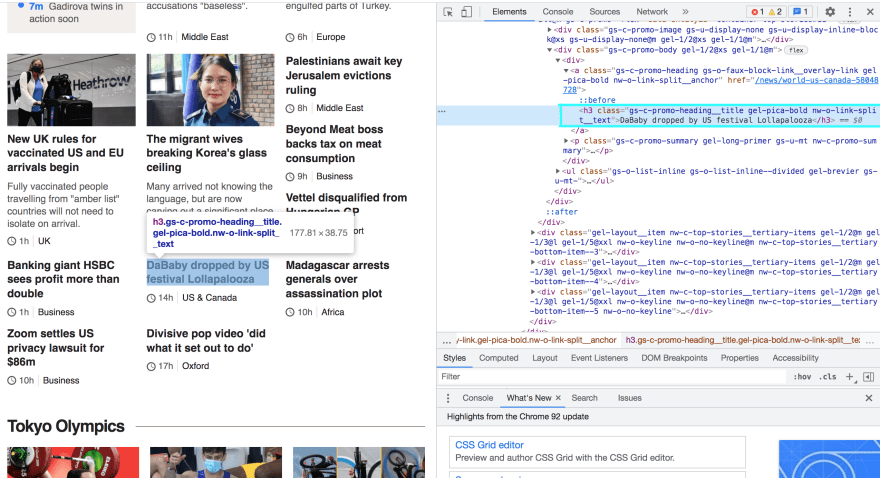 7m Gadirova twins in
action soon
accusations "baseless".
11h Middle East
engulfed parts of Turkey.
6h Europe
Palestinians await key
Jerusalem evictions
ruling
8h Middle East
Beyond Meat boss
backs tax on meat
consumption
9h Business
Vettel disqualified from
Hungarian GP
Heathrow
New UK rules for
vaccinated US and EU
arrivals begin
Fully vaccinated people
travelling from "amber list"
countries will not need to
isolate on arrival.
1h UK
The migrant wives
breaking Korea's glass
ceiling
Many arrived not knowing the
language, but are now
carving out a significant place
h3.gs-c-promo-heading__title.
gel-pica-bold.nw-o-link-split_
_text
177.81 × 38.75
Banking giant HSBC
sees profit more than
double
1h Business
DaBaby dropped by US
festival Lollapalooza
14h US & Canada
Madagascar arrests
generals over
assassination plot
10h Africa
Zoom settles US
privacy lawsuit for
$86m
10h Business
Divisive pop video 'did
what it set out to do'
17h Oxford
Tokyo Olympics
Elements Console Sources Network » 1 2 1
<div class="gs-c-promo-image gs-u-display-none gs-u-display-inline-bloc
k@xs gs-u-display-none@m gel-1/2@xs gel-1/1@m">…</div>
<div class="gs-c-promo-body gel-1/2@xs gel-1/1@m"> flex
<div>
<a class="gs-c-promo-heading gs-o-faux-block-link__overlay-link gel
-pica-bold nw-o-link-split__anchor" href="/news/world-us-canada-58048
728">
::before
<h3 class="gs-c-promo-heading__title gel-pica-bold nw-o-link-spli
t__text">DaBaby dropped by US festival Lollapalooza</h3> == $0
</a>
<p class="gs-c-promo-summary gel-long-primer gs-u-mt nw-c-promo-sum
mary">…</p>
</div>
<ul class="gs-o-list-inline gs-o-list-inline--divided gel-brevier gs
-u-mt-">…</ul>
</div>
::after
</div>
<div class="gel-layout__item nw-c-top-stories__tertiary-items gel-1/2@m gel
-1/3@l gel-1/5@xxl nw-o-keyline nw-o-no-keyline@m nw-c-top-stories__tertiary
-bottom-item--3">…</div>
<div class="gel-layout__item nw-c-top-stories__tertiary-items gel-1/2@m gel
-1/3@l gel-1/5@xxl nw-o-keyline nw-o-no-keyline@m nw-c-top-stories__tertiary
-bottom-item--4">…</div>
<div class="gel-layout__item nw-c-top-stories__tertiary-items gel-1/2@m gel
-1/3@l gel-1/5@xxl nw-o-keyline nw-o-no-keyline@m nw-c-top-stories__tertiary
-bottom-item--5 nw-o-no-keyline">…</div>
</div>
… y-link.gel-pica-bold.nw-o-link-split__anchor h3.gs-c-promo-heading__title.gel-pica-bold.nw-o-link-split__te: …
Styles Computed Layout Event Listeners DOM Breakpoints Properties Accessibility
Filter :hov .cls +
Console What's New × Search Issues
Highlights from the Chrome 92 update
CSS Grid editor
Preview and author CSS Grid with the CSS Grid editor.